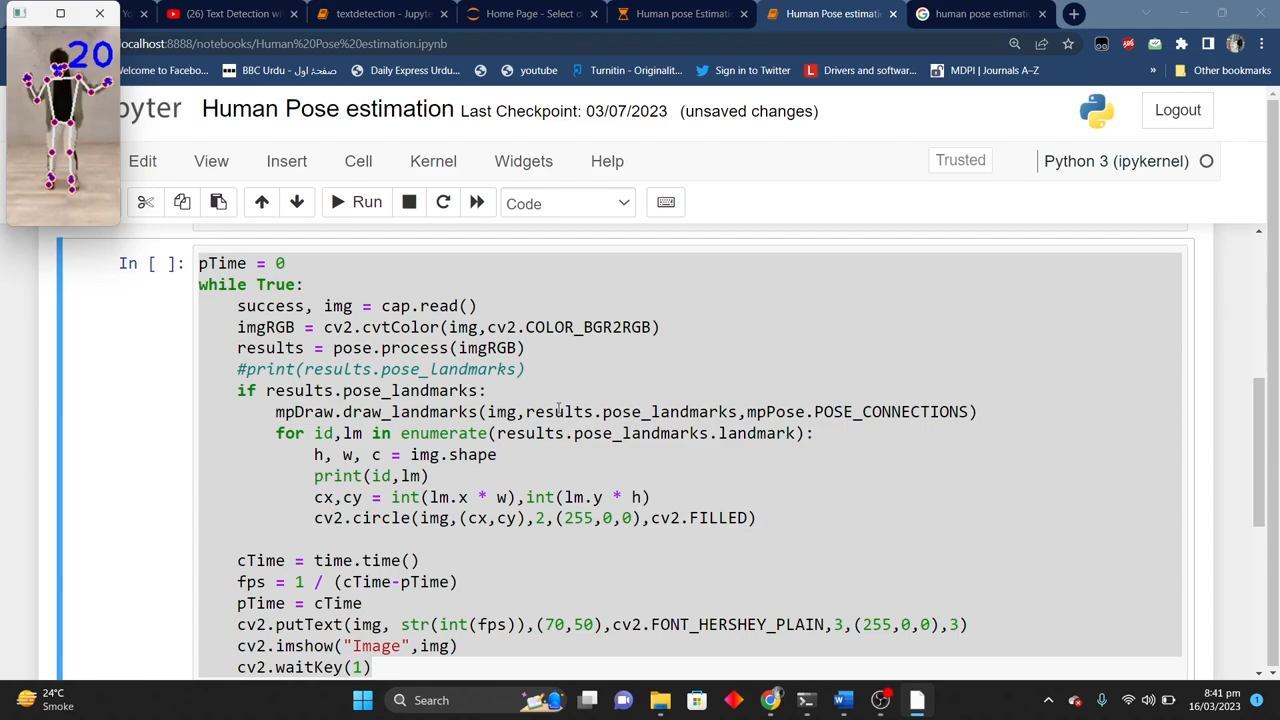 You
(26) Text Detection wi
textdetection - Jupyter
Home Page - Select o
Human pose Estimati
Human Pose estimati
human pose estimati
localhost:8888/notebooks/Human%20Pose%20estimation.ipynb
Welcome to Facebo...
BBC Urdu - صفحۂ اول
Daily Express Urdu...
youtube
Turnitin - Originalit...
Sign in to Twitter
Drivers and software
MDPI | Journals A–Z
»
Other bookmarks
20
pyter
Human Pose estimation Last Checkpoint: 03/07/2023 (unsaved changes)
Logout
Edit View Insert Cell Kernel Widgets Help
Trusted
Python 3 (ipykernel)
Run
Code
In [ ]:
pTime = 0
while True:
    success, img = cap.read()
    imgRGB = cv2.cvtColor(img,cv2.COLOR_BGR2RGB)
    results = pose.process(imgRGB)
    #print(results.pose_landmarks)
    if results.pose_landmarks:
        mpDraw.draw_landmarks(img,results.pose_landmarks,mpPose.POSE_CONNECTIONS)
        for id,lm in enumerate(results.pose_landmarks.landmark):
            h, w, c = img.shape
            print(id,lm)
            cx,cy = int(lm.x * w),int(lm.y * h)
            cv2.circle(img,(cx,cy),2,(255,0,0),cv2.FILLED)
    cTime = time.time()
    fps = 1 / (cTime-pTime)
    pTime = cTime
    cv2.putText(img, str(int(fps)),(70,50),cv2.FONT_HERSHEY_PLAIN,3,(255,0,0),3)
    cv2.imshow("Image",img)
    cv2.waitKey(1)
24°C
Smoke
Search
8:41 pm
16/03/2023